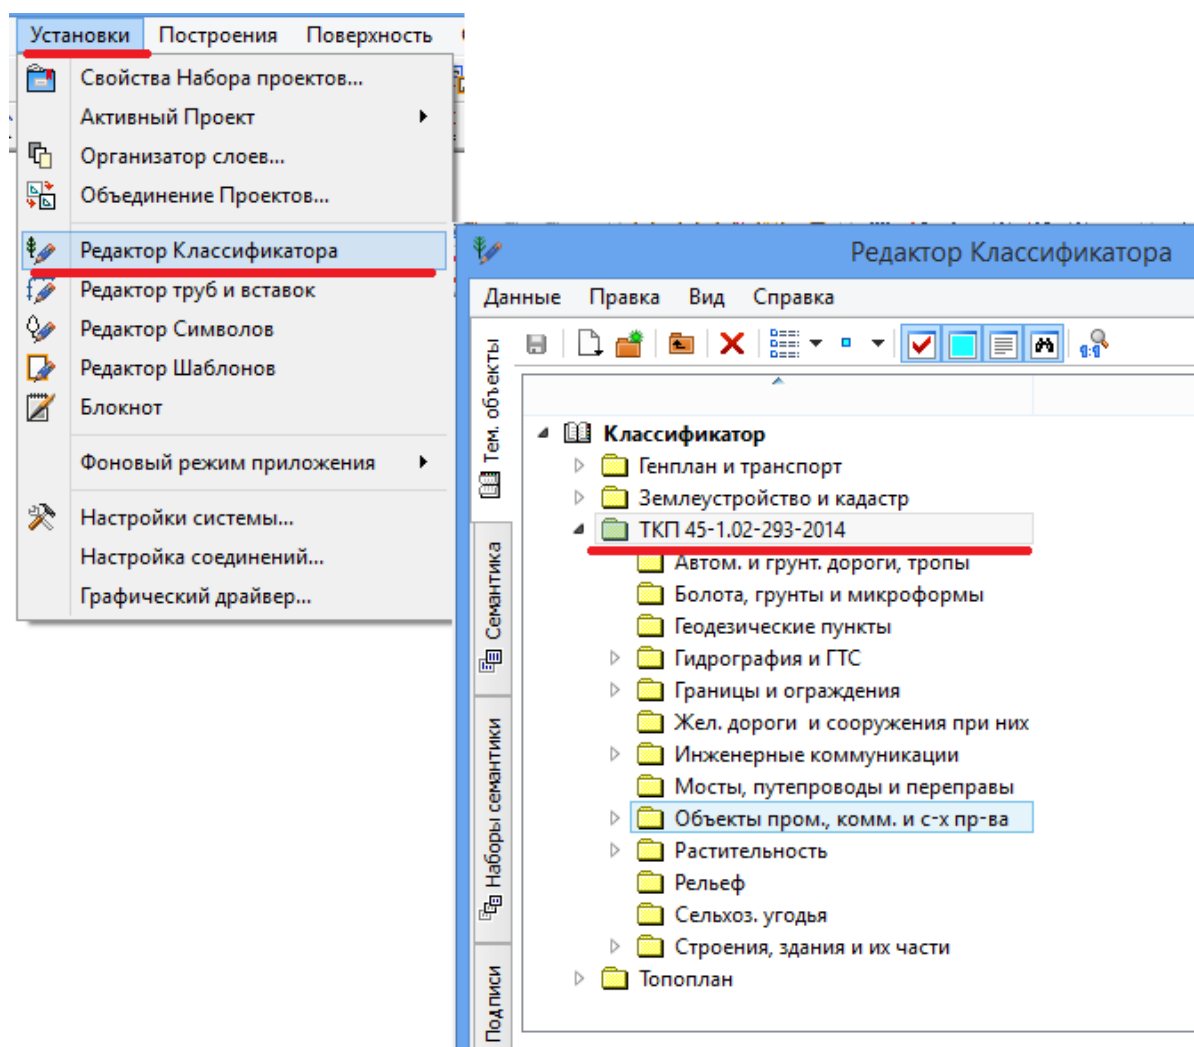 Установки Построения Поверхность
Свойства Набора проектов...
Активный Проект
Организатор слоев...
Объединение Проектов...
Редактор Классификатора
Редактор труб и вставок
Редактор Символов
Редактор Шаблонов
Блокнот
Фоновый режим приложения
Настройки системы...
Настройка соединений...
Графический драйвер...
Редактор Классификатора
Данные Правка Вид Справка
Тем. объекты
Семантика
Наборы семантики
Подписи
Классификатор
Генплан и транспорт
Землеустройство и кадастр
ТКП 45-1.02-293-2014
Автом. и грунт. дороги, тропы
Болота, грунты и микроформы
Геодезические пункты
Гидрография и ГТС
Границы и ограждения
Жел. дороги и сооружения при них
Инженерные коммуникации
Мосты, путепроводы и переправы
Объекты пром., комм. и с-х пр-ва
Растительность
Рельеф
Сельхоз. угодья
Строения, здания и их части
Топоплан